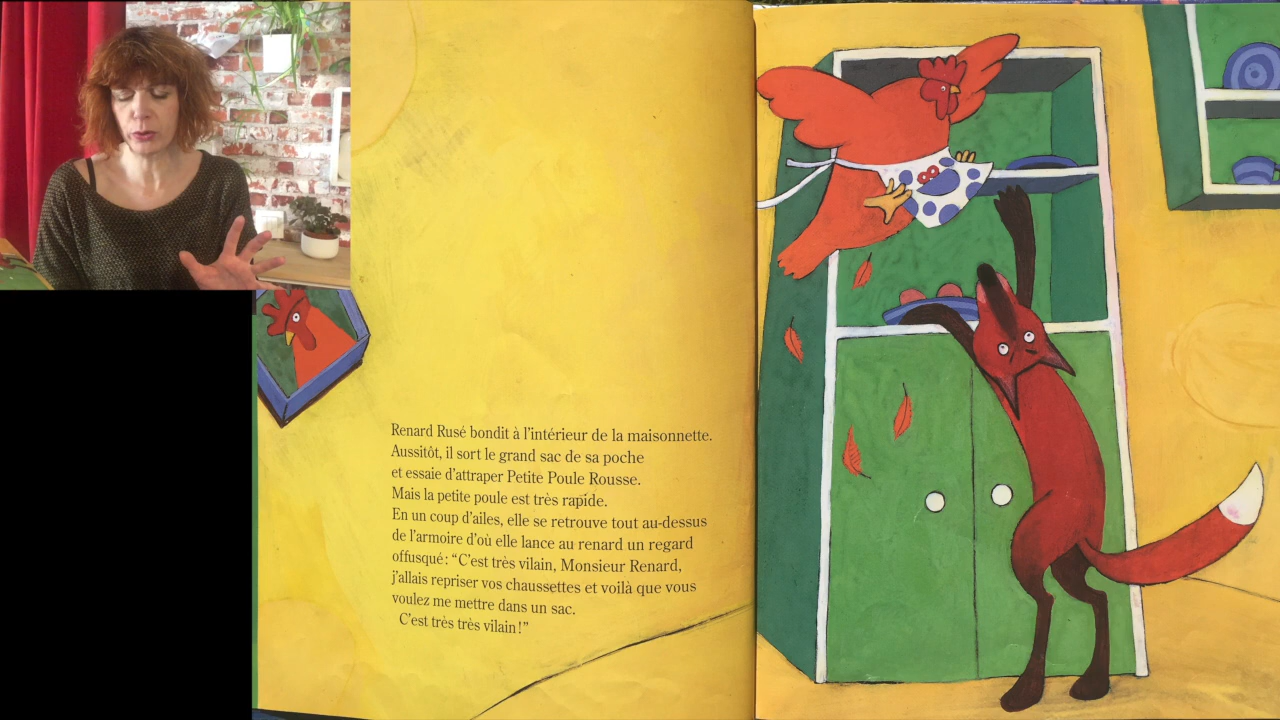 Renard Rusé bondit à l'intérieur de la maisonnette.
Aussitôt, il sort le grand sac de sa poche
et essaie d'attraper Petite Poule Rousse.
Mais la petite poule est très rapide.
En un coup d'ailes, elle se retrouve tout au-dessus
de l'armoire d'où elle lance au renard un regard
offusqué : “C'est très vilain, Monsieur Renard,
j'allais repriser vos chaussettes et voilà que vous
voulez me mettre dans un sac.
C'est très très vilain !”